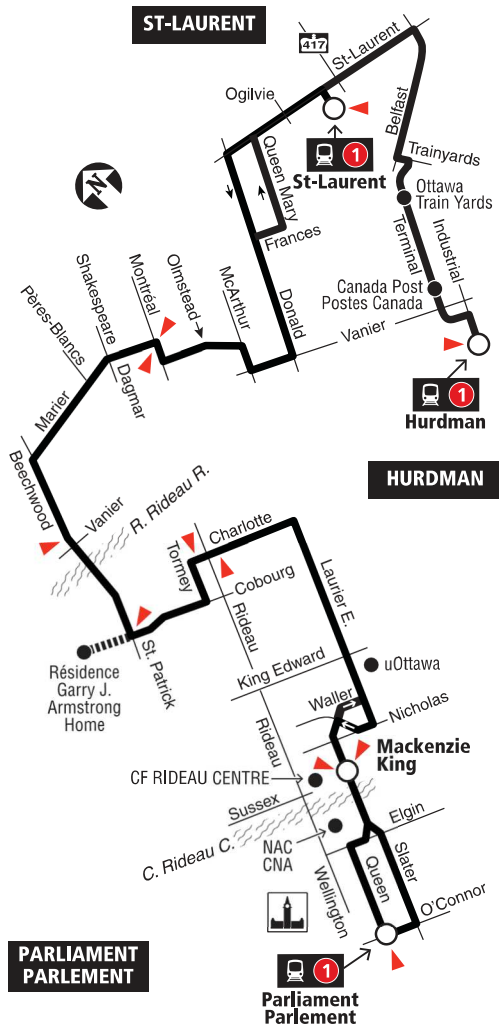 ST-LAURENT
417
St-Laurent
Ogilvie
Belfast
1
St-Laurent
Queen Mary
Trainyards
N
Ottawa
Train Yards
Frances
Terminal
Industrial
Pères-Blancs
Shakespeare
Montréal
Olmstead
McArthur
Donald
Canada Post
Postes Canada
Vanier
Dagmar
Marier
1
Hurdman
Beechwood
HURDMAN
Vanier
R. Rideau R.
Charlotte
Tormey
Cobourg
Rideau
Laurier E.
St. Patrick
Résidence
Garry J.
Armstrong
Home
King Edward
uOttawa
Waller
Nicholas
Rideau
Mackenzie
King
CF RIDEAU CENTRE
Sussex
C. Rideau C.
NAC
CNA
Elgin
Wellington
Queen
Slater
O'Connor
PARLIAMENT
PARLEMENT
1
Parliament
Parlement